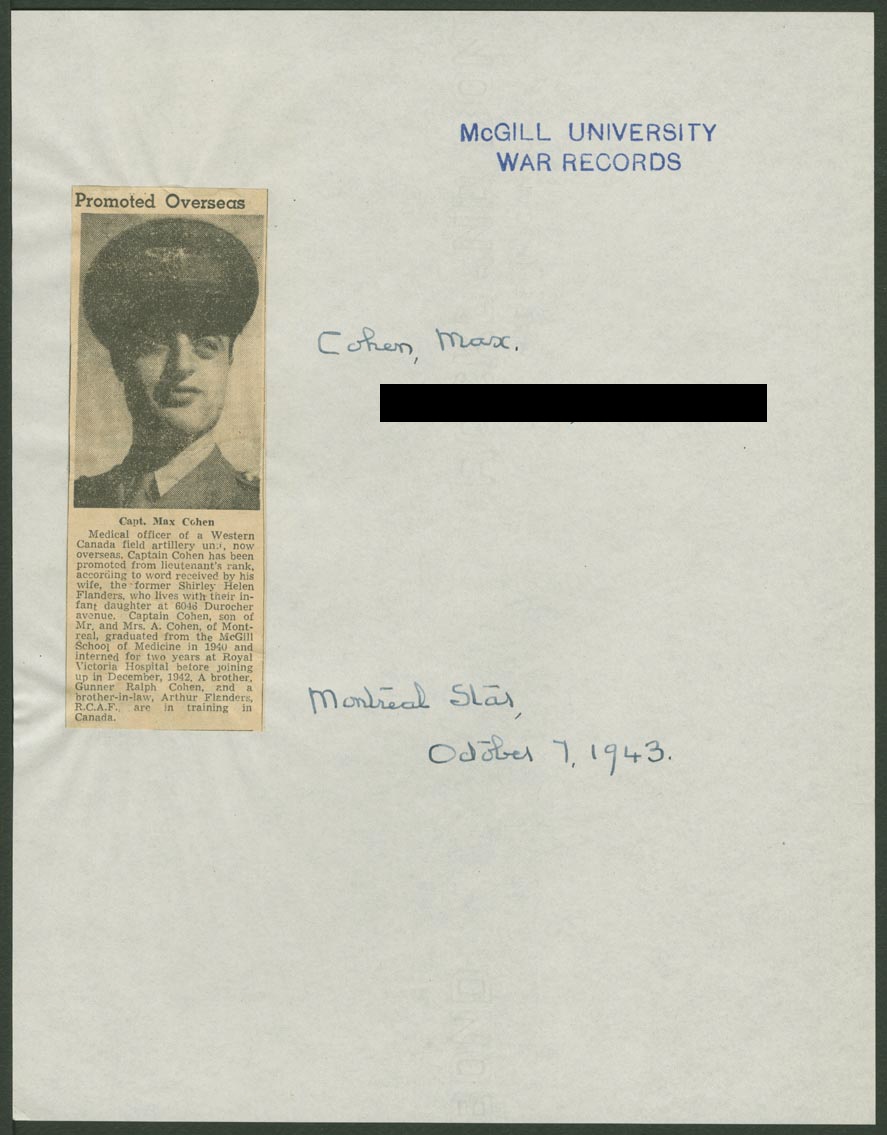 McGILL UNIVERSITY
WAR RECORDS
Promoted Overseas
Cohen, Max.
Capt. Max Cohen
Medical officer of a Western
Canada field artillery unit, now
overseas, Captain Cohen has been
promoted from lieutenant's rank,
according to word received by his
wife, the former Shirley Helen
Flanders, who lives with their in-
fant daughter at 6046 Durocher
avenue. Captain Cohen, son of
Mr. and Mrs. A. Cohen, of Mont-
real, graduated from the McGill
School of Medicine in 1940 and
interned for two years at Royal
Victoria Hospital before joining
up in December, 1942. A brother,
Gunner Ralph Cohen, and a
brother-in-law, Arthur Flanders,
R.C.A.F., are in training in
Canada.
Montreal Star,
October 7, 1943.